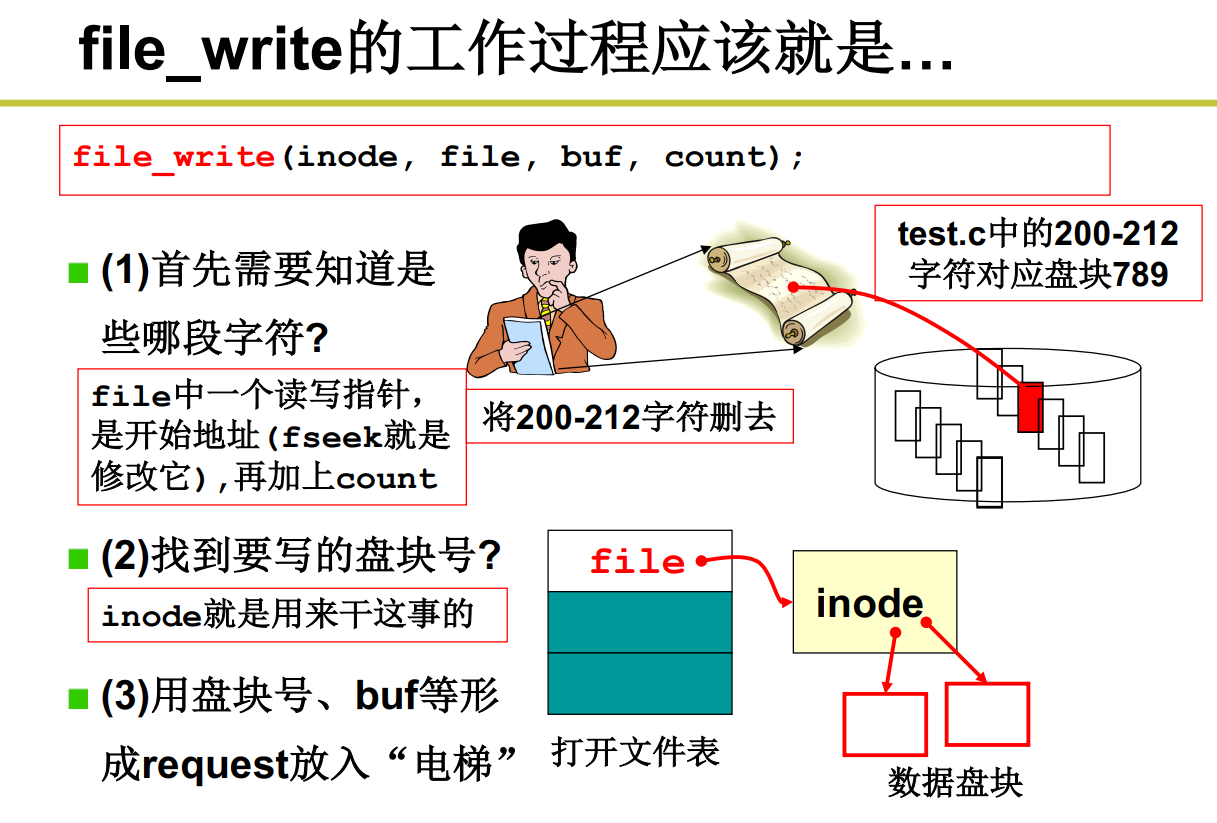 file_write的工作过程应该就是…
file_write(inode, file, buf, count);
(1)首先需要知道是
些哪段字符?
file中一个读写指针，
是开始地址(fseek就是
修改它),再加上count
将200-212字符删去
test.c中的200-212
字符对应盘块789
(2)找到要写的盘块号?
inode就是用来干这事的
(3)用盘块号、buf等形
成request放入“电梯”
file
打开文件表
inode
数据盘块